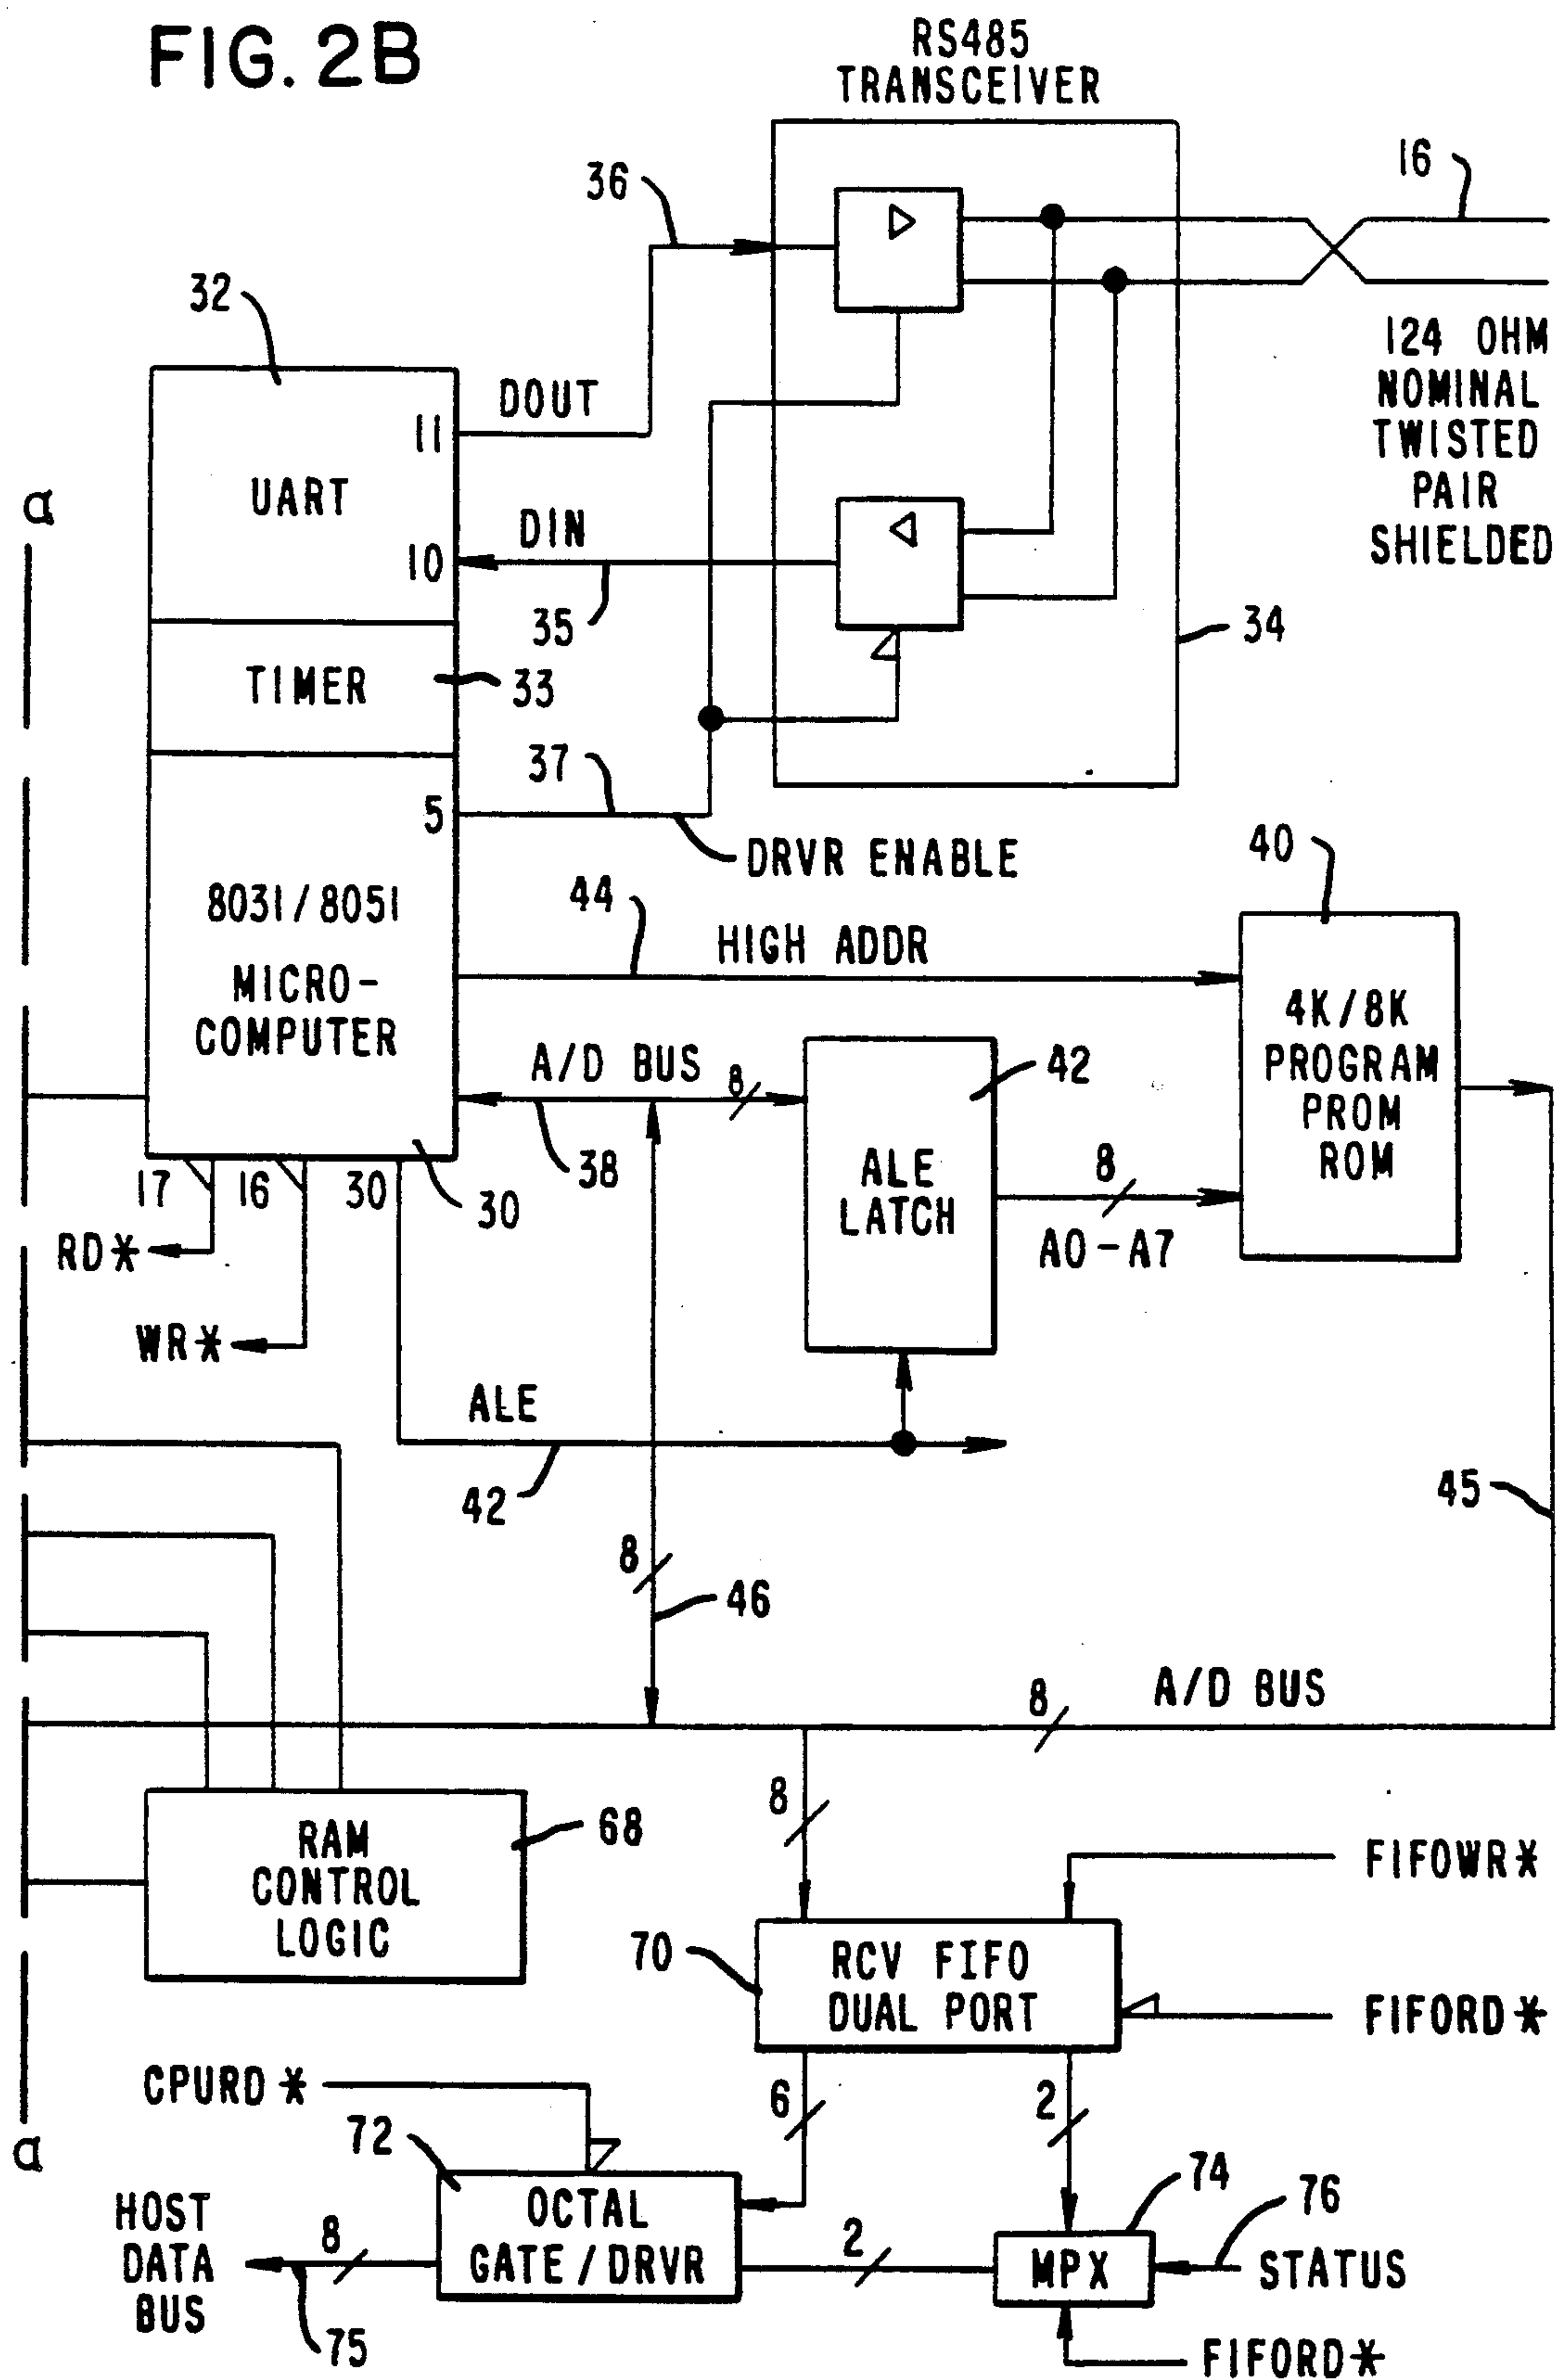 FIG. 2B
RS485
TRANSCEIVER
36
16
32
124 OHM
NOMINAL
TWISTED
PAIR
SHIELDED
DOUT
11
UART
a
DIN
10
35
34
TIMER
33
37
5
DRVR ENABLE
40
8031/8051
MICRO-
COMPUTER
44
HIGH ADDR
4K/8K
PROGRAM
PROM
ROM
A/D BUS
8
42
38
ALE
LATCH
8
A0-A7
17
16
30
30
RD*
WR*
ALE
42
45
8
46
A/D BUS
8
8
RAM
CONTROL
LOGIC
68
FIFOWR*
70
RCV FIFO
DUAL PORT
FIFORD*
CPURD*
6
2
72
a
74
76
HOST
DATA
BUS
8
OCTAL
GATE/DRVR
2
MPX
STATUS
75
FIFORD*